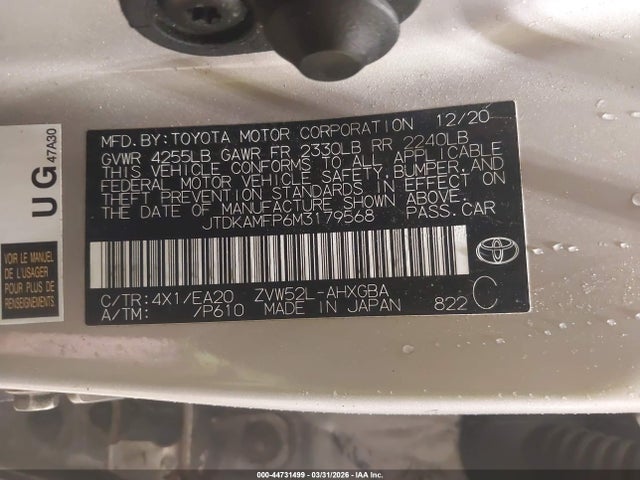 MFD. BY: TOYOTA MOTOR CORPORATION 12/20
GVWR 4255LB GAWR FR 2330LB RR 2240LB
THIS VEHICLE CONFORMS TO ALL APPLICABLE
FEDERAL MOTOR VEHICLE SAFETY, BUMPER, AND
THEFT PREVENTION STANDARDS IN EFFECT ON
THE DATE OF MANUFACTURE SHOWN ABOVE.
JTDKAMFP6M3179568 PASS. CAR
C/TR: 4X1/EA20 ZVW52L-AHXGBA C
A/TM: /P610 MADE IN JAPAN 822
UG
47A30
VOIR LE MANUEL
DE L'USAGER
POUR PLUS DE
RENSEIGNEMENTS
000-44731499 | 03/31/2026 | IAA Inc.